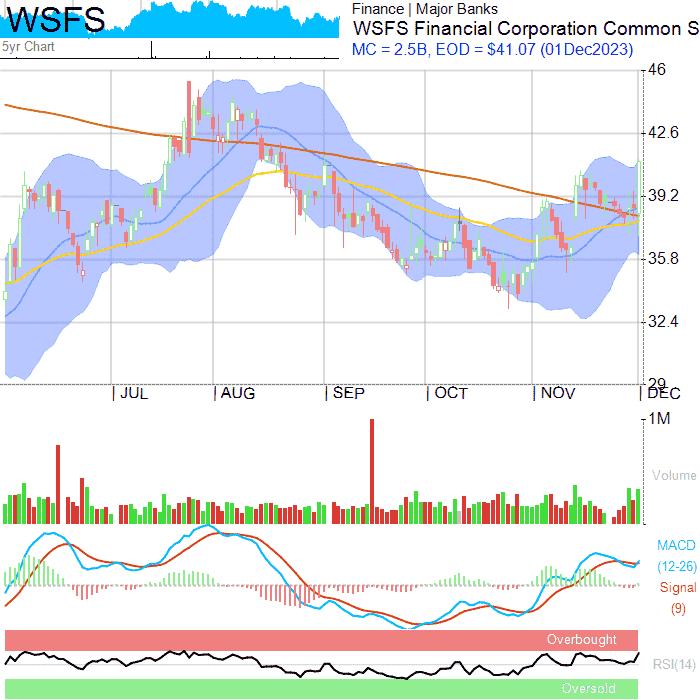 WSFS
5yr Chart
Finance | Major Banks
WSFS Financial Corporation Common S
MC = 2.5B, EOD = $41.07 (01Dec2023)
46
42.6
39.2
35.8
32.4
29
| JUL | AUG | SEP | OCT | NOV | DEC
1M
Volume
MACD
(12-26)
Signal
(9)
Overbought
RSI(14)
Oversold